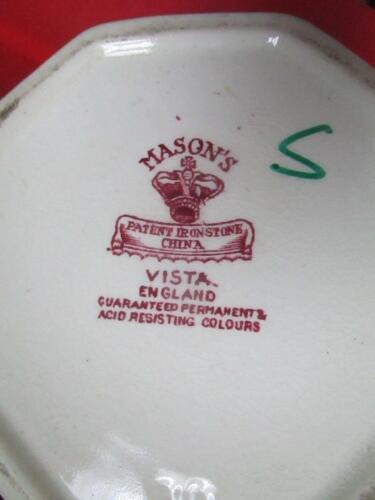 MASON'S
PATENT IRONSTONE
CHINA
VISTA.
ENGLAND
GUARANTEED PERMANENT &
ACID RESISTING COLOURS
S